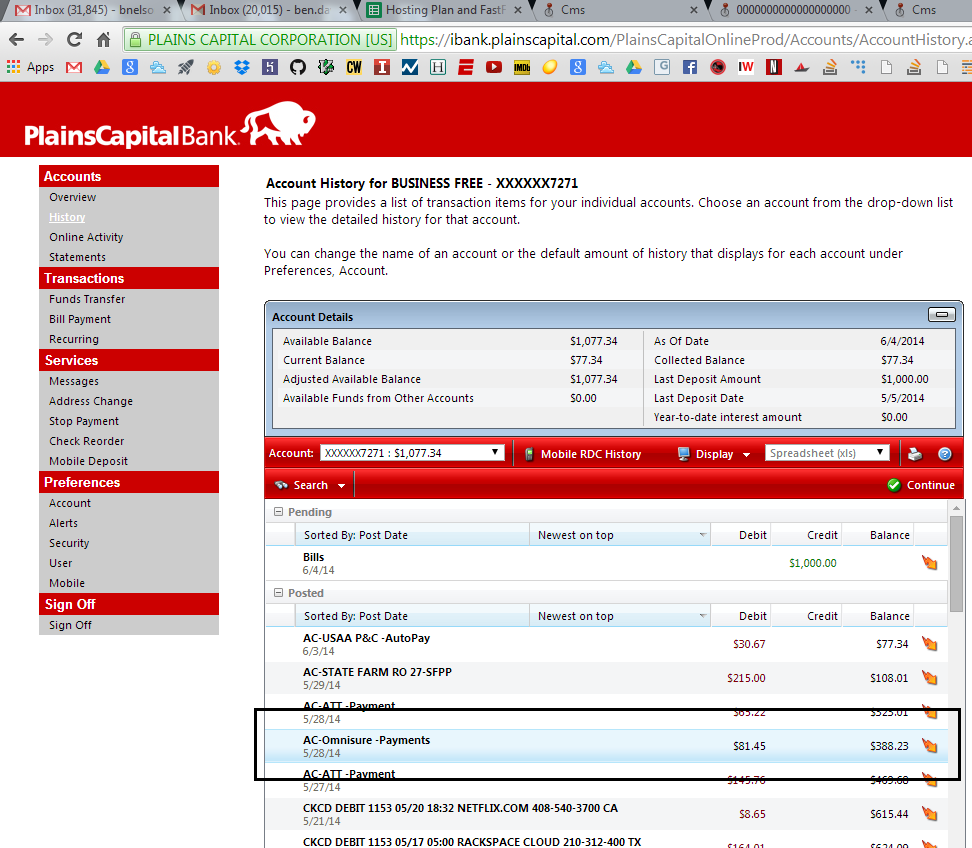 Inbox (31,845) - bnelso
Inbox (20,015) - ben.da
Hosting Plan and FastF
Cms
0000000000000000000 -
Cms
PLAINS CAPITAL CORPORATION [US]
https://ibank.plainscapital.com/PlainsCapitalOnlineProd/Accounts/AccountHistory.a
Apps
PlainsCapital Bank.
Accounts
Overview
History
Online Activity
Statements
Transactions
Funds Transfer
Bill Payment
Recurring
Services
Messages
Address Change
Stop Payment
Check Reorder
Mobile Deposit
Preferences
Account
Alerts
Security
User
Mobile
Sign Off
Sign Off
Account History for BUSINESS FREE - XXXXXX7271
This page provides a list of transaction items for your individual accounts. Choose an account from the drop-down list
to view the detailed history for that account.
You can change the name of an account or the default amount of history that displays for each account under
Preferences, Account.
Account Details
Available Balance $1,077.34 As Of Date 6/4/2014
Current Balance $77.34 Collected Balance $77.34
Adjusted Available Balance $1,077.34 Last Deposit Amount $1,000.00
Available Funds from Other Accounts $0.00 Last Deposit Date 5/5/2014
Year-to-date interest amount $0.00
Account: XXXXXX7271 : $1,077.34 Mobile RDC History Display Spreadsheet (xls)
Search Continue
Pending
Sorted By: Post Date Newest on top Debit Credit Balance
Bills
6/4/14 $1,000.00
Posted
Sorted By: Post Date Newest on top Debit Credit Balance
AC-USAA P&C -AutoPay
6/3/14 $30.67 $77.34
AC-STATE FARM RO 27-SFPP
5/29/14 $215.00 $108.01
AC-ATT -Payment
5/28/14 $65.22 $323.01
AC-Omnisure -Payments
5/28/14 $81.45 $388.23
AC-ATT -Payment
5/27/14 $145.76 $469.68
CKCD DEBIT 1153 05/20 18:32 NETFLIX.COM 408-540-3700 CA
5/21/14 $8.65 $615.44
CKCD DEBIT 1153 05/17 05:00 RACKSPACE CLOUD 210-312-400 TX
$164.01 $624.09